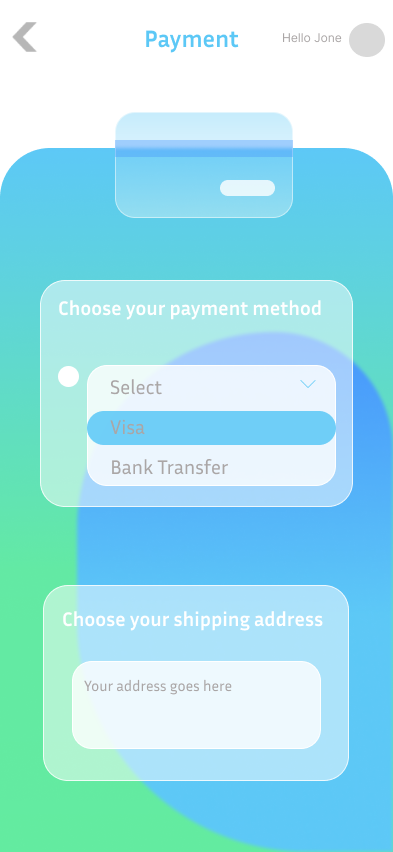 Payment
Hello Jone
Choose your payment method
Select
Visa
Bank Transfer
Choose your shipping address
Your address goes here